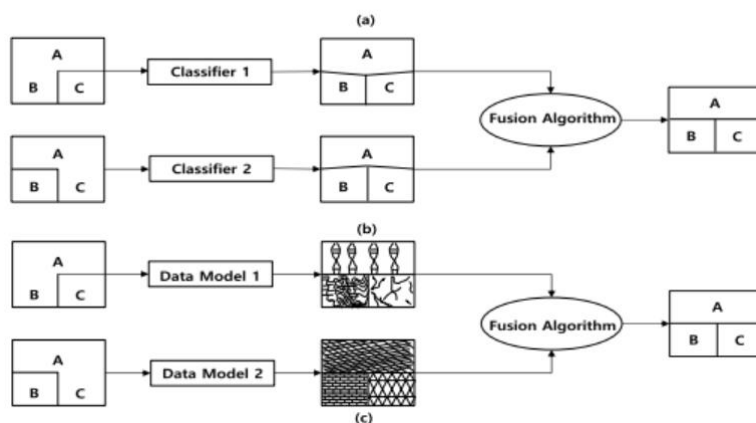 (a)
A
B C
Classifier 1
A
B C
Fusion Algorithm
A
B C
A
B C
Classifier 2
A
B C
(b)
A
B C
Data Model 1
Fusion Algorithm
A
B C
A
B C
Data Model 2
(c)